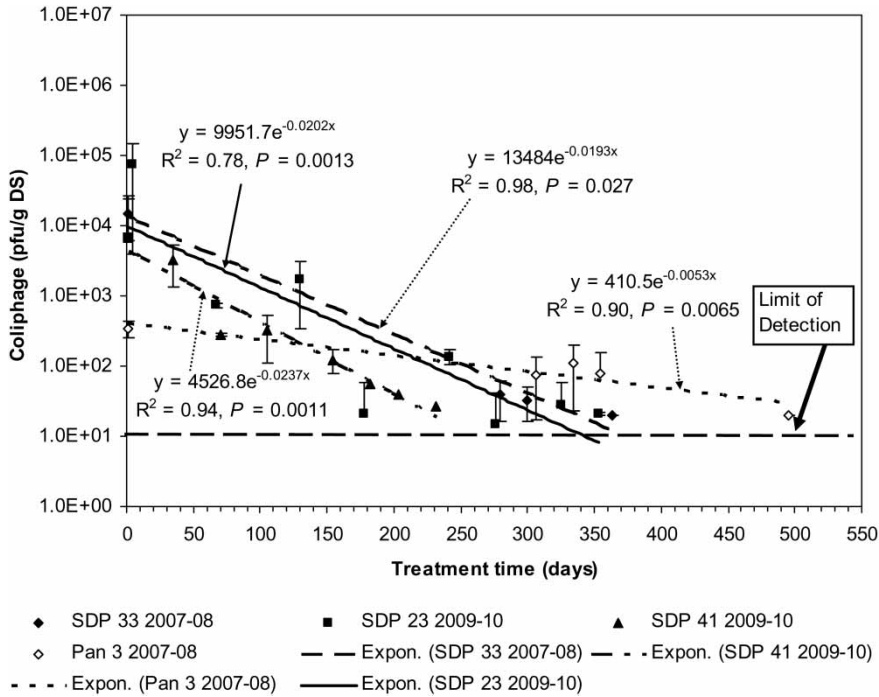 1.0E+07
1.0E+06
1.0E+05
1.0E+04
1.0E+03
1.0E+02
1.0E+01
1.0E+00
Coliphage (pfu/g DS)
y = 9951.7e^-0.0202x
R² = 0.78, P = 0.0013
y = 13484e^-0.0193x
R² = 0.98, P = 0.027
y = 410.5e^-0.0053x
R² = 0.90, P = 0.0065
Limit of
Detection
y = 4526.8e^-0.0237x
R² = 0.94, P = 0.0011
0 50 100 150 200 250 300 350 400 450 500 550
Treatment time (days)
SDP 33 2007-08 SDP 23 2009-10 SDP 41 2009-10
Pan 3 2007-08 Expon. (SDP 33 2007-08) Expon. (SDP 41 2009-10)
Expon. (Pan 3 2007-08) Expon. (SDP 23 2009-10)